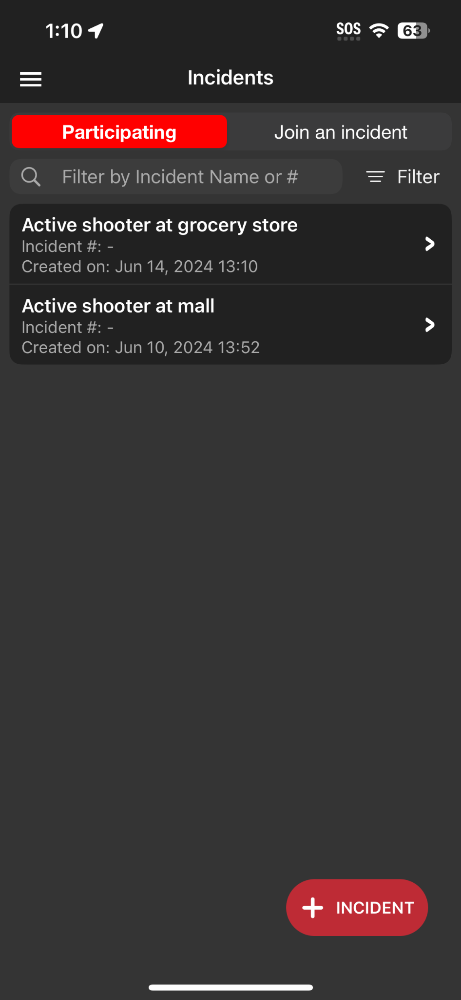 1:10
SOS
63
Incidents
Participating
Join an incident
Filter by Incident Name or #
Filter
Active shooter at grocery store
Incident #: -
Created on: Jun 14, 2024 13:10
Active shooter at mall
Incident #: -
Created on: Jun 10, 2024 13:52
+ INCIDENT